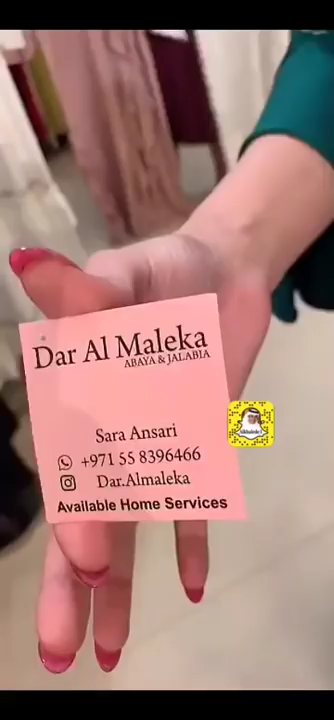 Dar Al Maleka
ABAYA & JALABIA
Sara Ansari
+971 55 8396466
Dar.Almaleka
Available Home Services